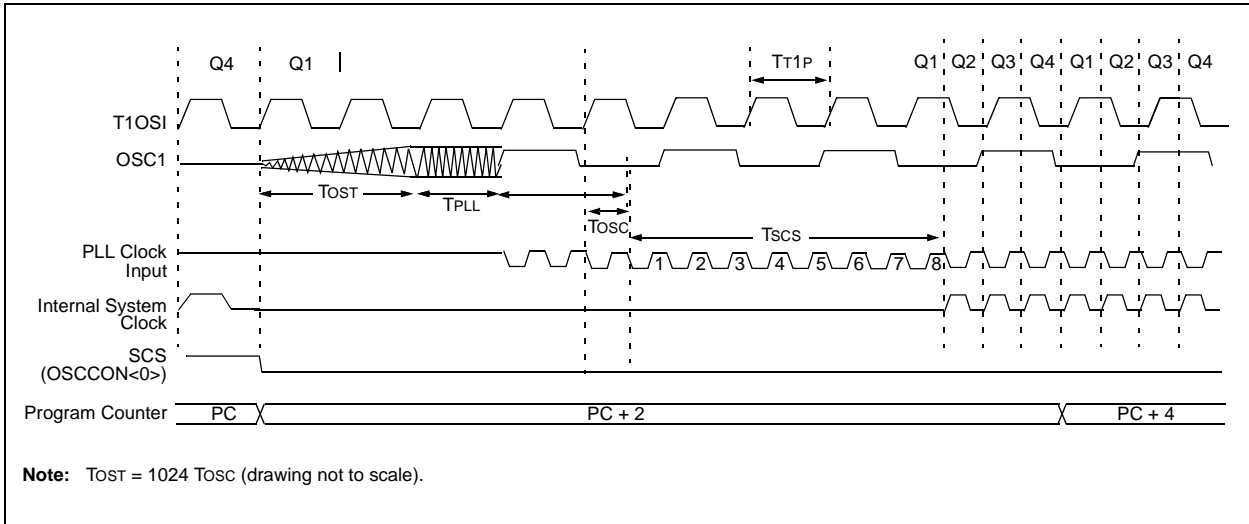 Q4 Q1 TT1P Q1 Q2 Q3 Q4 Q1 Q2 Q3 Q4
T1OSI
OSC1
TOST TPLL
TOSC
TSCS
PLL Clock
Input
1 2 3 4 5 6 7 8
Internal System
Clock
SCS
(OSCCON<0>)
Program Counter PC PC + 2 PC + 4
Note: TOST = 1024 TOSC (drawing not to scale).